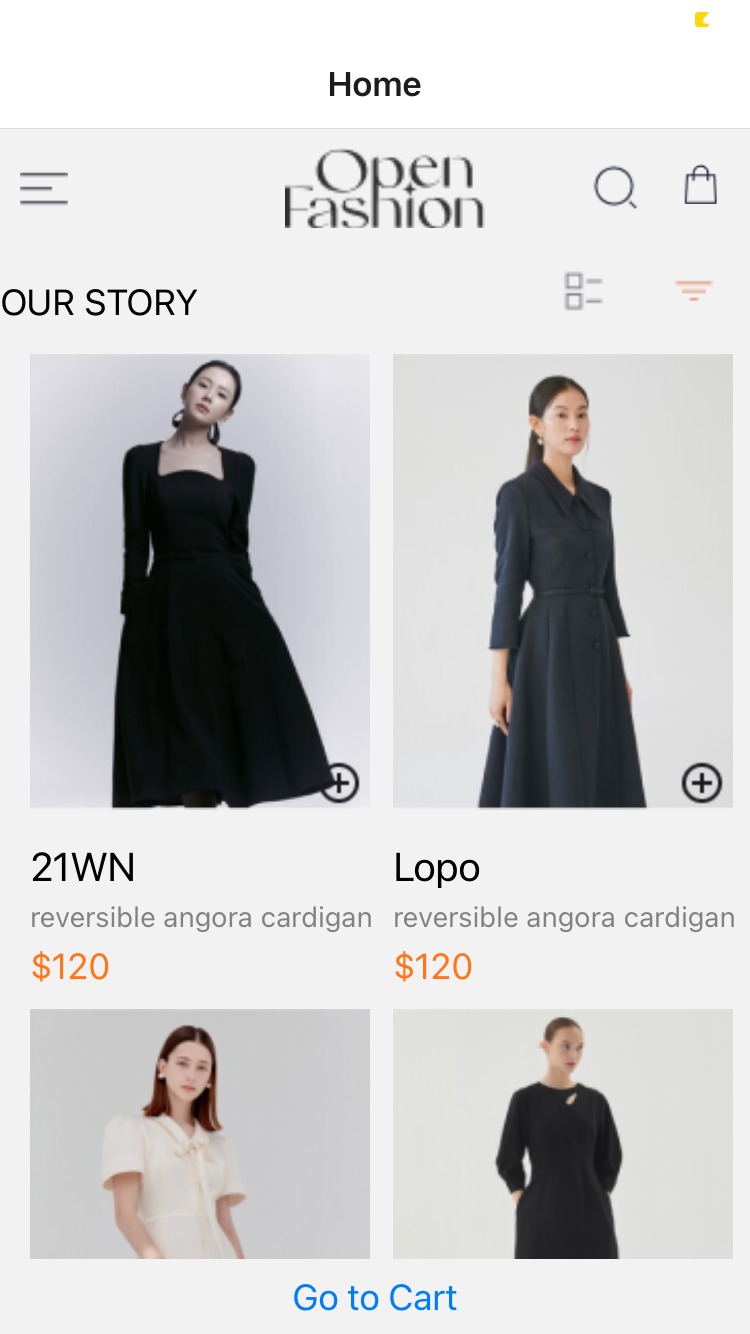 Home
Open
Fashion
OUR STORY
21WN
Lopo
reversible angora cardigan
reversible angora cardigan
$120
$120
Go to Cart